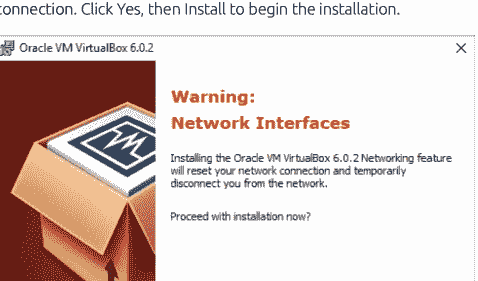 connection. Click Yes, then Install to begin the installation.
Oracle VM VirtualBox 6.0.2
Warning:
Network Interfaces
Installing the Oracle VM VirtualBox 6.0.2 Networking feature
will reset your network connection and temporarily
disconnect you from the network.
Proceed with installation now?